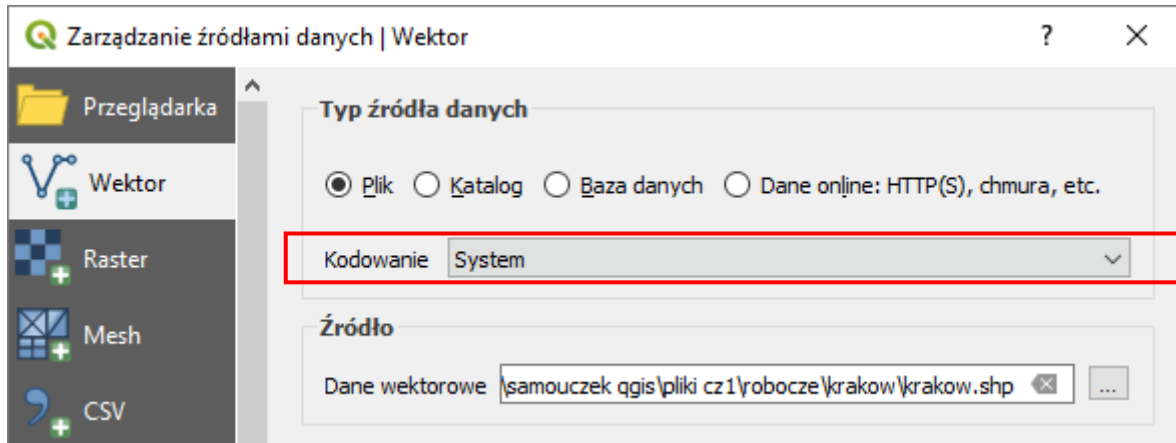 Zarządzanie źródłami danych | Wektor ? ×
Przeglądarka
Wektor
Raster
Mesh
CSV
Typ źródła danych
Plik Katalog Baza danych Dane online: HTTP(S), chmura, etc.
Kodowanie System
Źródło
Dane wektorowe \samouczek qgis\pliki cz1\robocze\krakow\krakow.shp ...